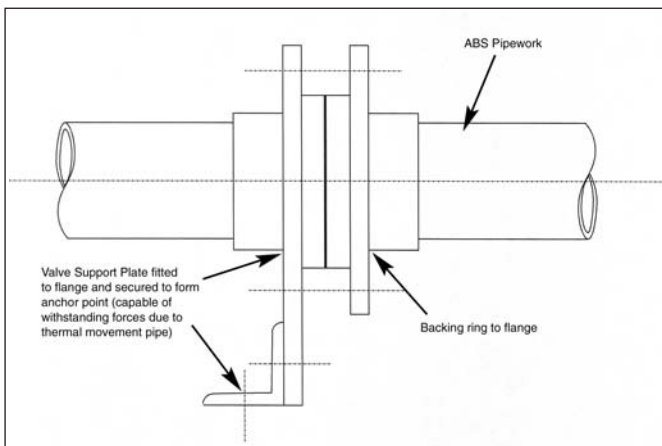 ABS Pipework
Valve Support Plate fitted
to flange and secured to form
anchor point (capable of
withstanding forces due to
thermal movement pipe)
Backing ring to flange